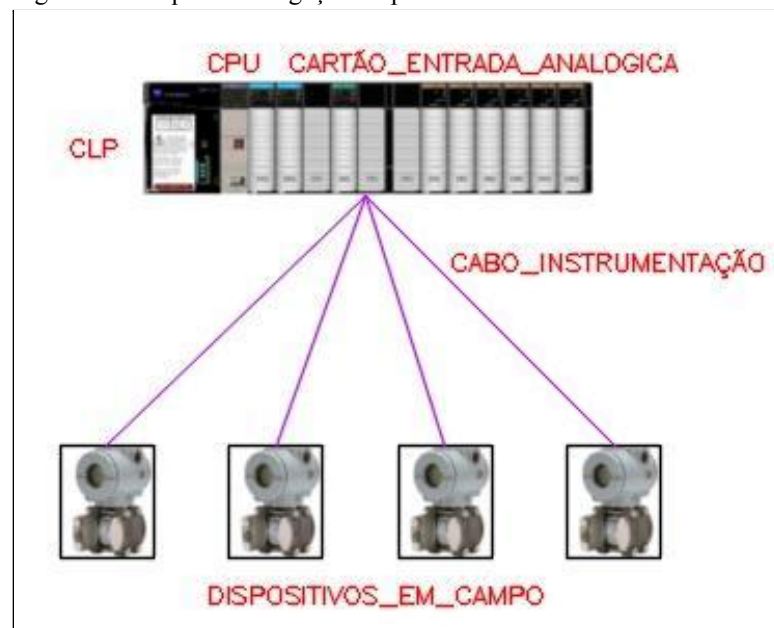 CPU CARTÃO_ENTRADA_ANALOGICA
CLP
CABO_INSTRUMENTAÇÃO
DISPOSITIVOS_EM_CAMPO